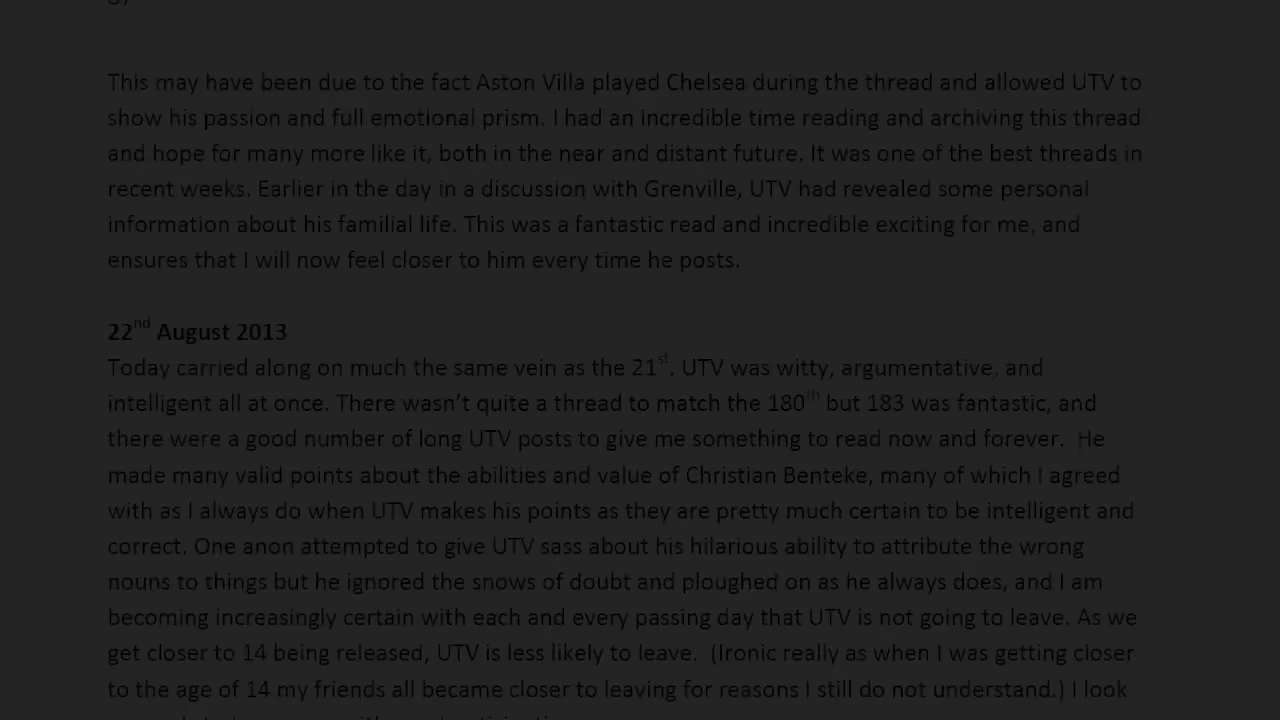 This may have been due to the fact Aston Villa played Chelsea during the thread and allowed UTV to
show his passion and full emotional prism. I had an incredible time reading and archiving this thread
and hope for many more like it, both in the near and distant future. It was one of the best threads in
recent weeks. Earlier in the day in a discussion with Grenville, UTV had revealed some personal
information about his familial life. This was a fantastic read and incredible exciting for me, and
ensures that I will now feel closer to him every time he posts.
22nd August 2013
Today carried along on much the same vein as the 21st. UTV was witty, argumentative, and
intelligent all at once. There wasn't quite a thread to match the 180th but 183 was fantastic, and
there were a good number of long UTV posts to give me something to read now and forever.  He
made many valid points about the abilities and value of Christian Benteke, many of which I agreed
with as I always do when UTV makes his points as they are pretty much certain to be intelligent and
correct. One anon attempted to give UTV sass about his hilarious ability to attribute the wrong
nouns to things but he ignored the snows of doubt and ploughed on as he always does, and I am
becoming increasingly certain with each and every passing day that UTV is not going to leave. As we
get closer to 14 being released, UTV is less likely to leave.  (Ironic really as when I was getting closer
to the age of 14 my friends all became closer to leaving for reasons I still do not understand.) I look